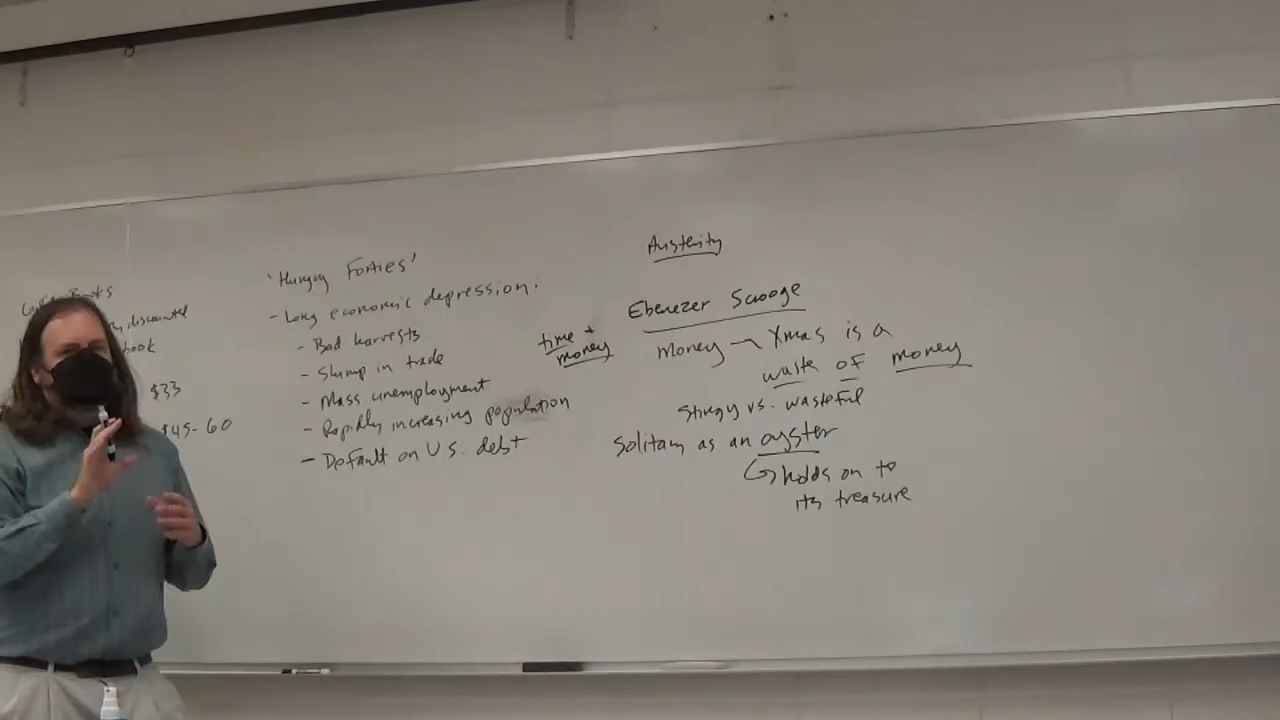 Books
discounted
book
$33
$45-60
'Hungry Forties'
- Long economic depression:
- Bad harvests
- Slump in trade
- Mass unemployment
- Rapidly increasing population
- Default on U.S. debt
time +
money
Austerity
Ebenezer Scrooge
Money → Xmas is a
waste of money
Stingy vs. wasteful
Solitary as an oyster
↳ holds on to
its treasure